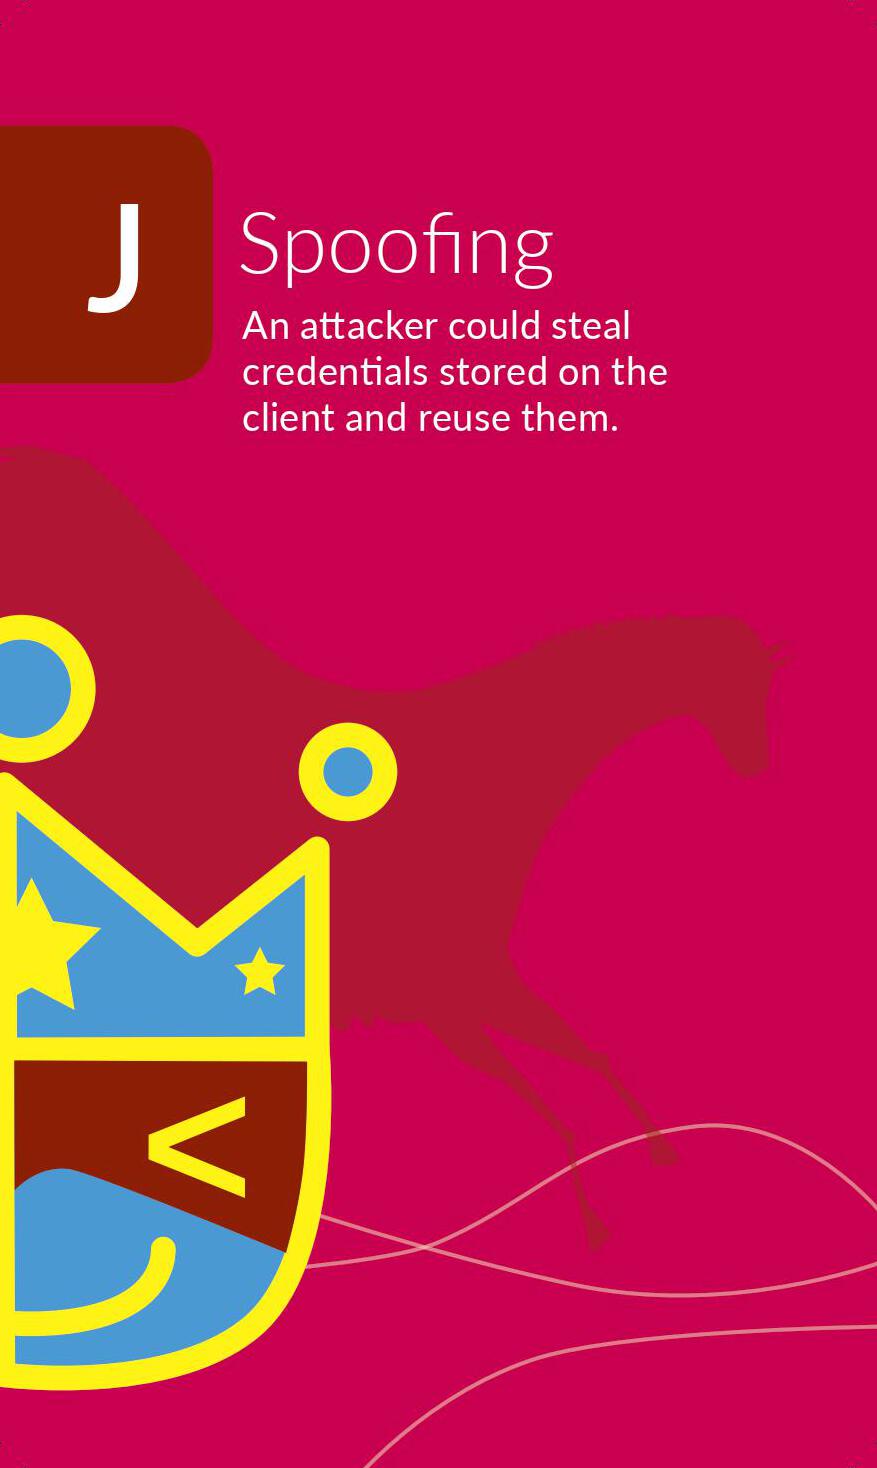 J
Spoofing
An attacker could steal
credentials stored on the
client and reuse them.